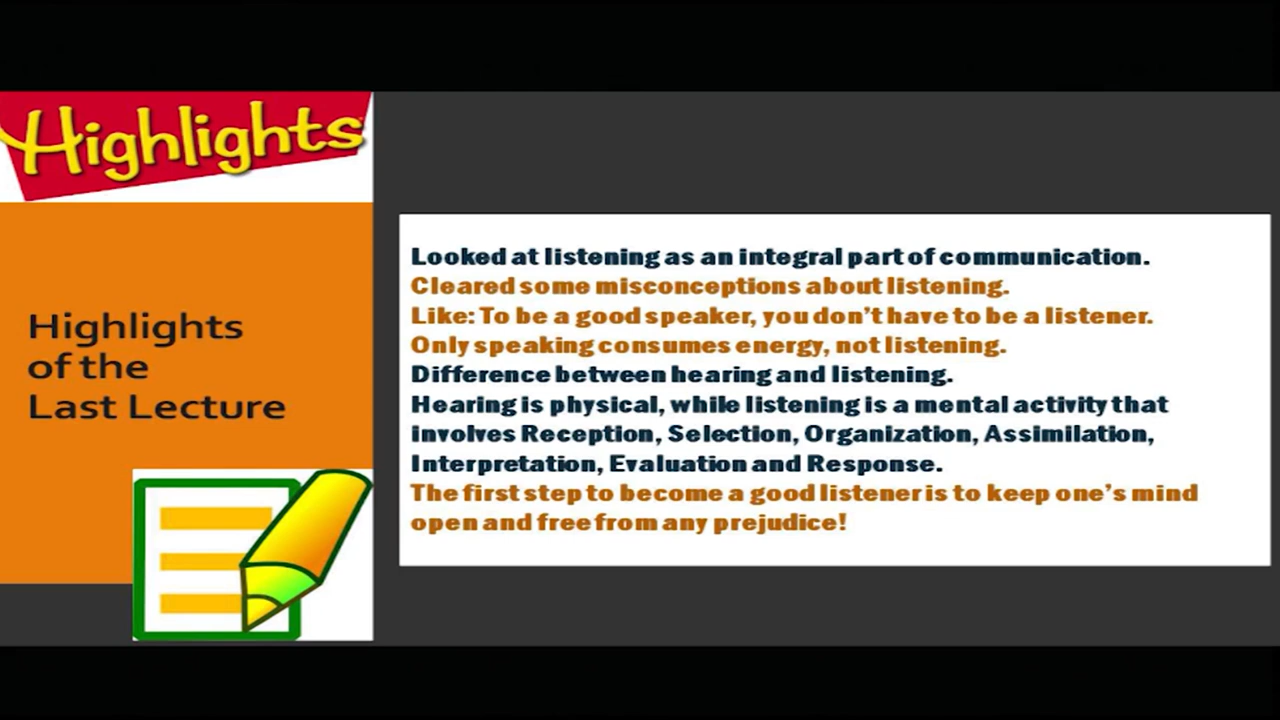 Highlights
Highlights
of the
Last Lecture
Looked at listening as an integral part of communication.
Cleared some misconceptions about listening.
Like: To be a good speaker, you don't have to be a listener.
Only speaking consumes energy, not listening.
Difference between hearing and listening.
Hearing is physical, while listening is a mental activity that
involves Reception, Selection, Organization, Assimilation,
Interpretation, Evaluation and Response.
The first step to become a good listener is to keep one's mind
open and free from any prejudice!